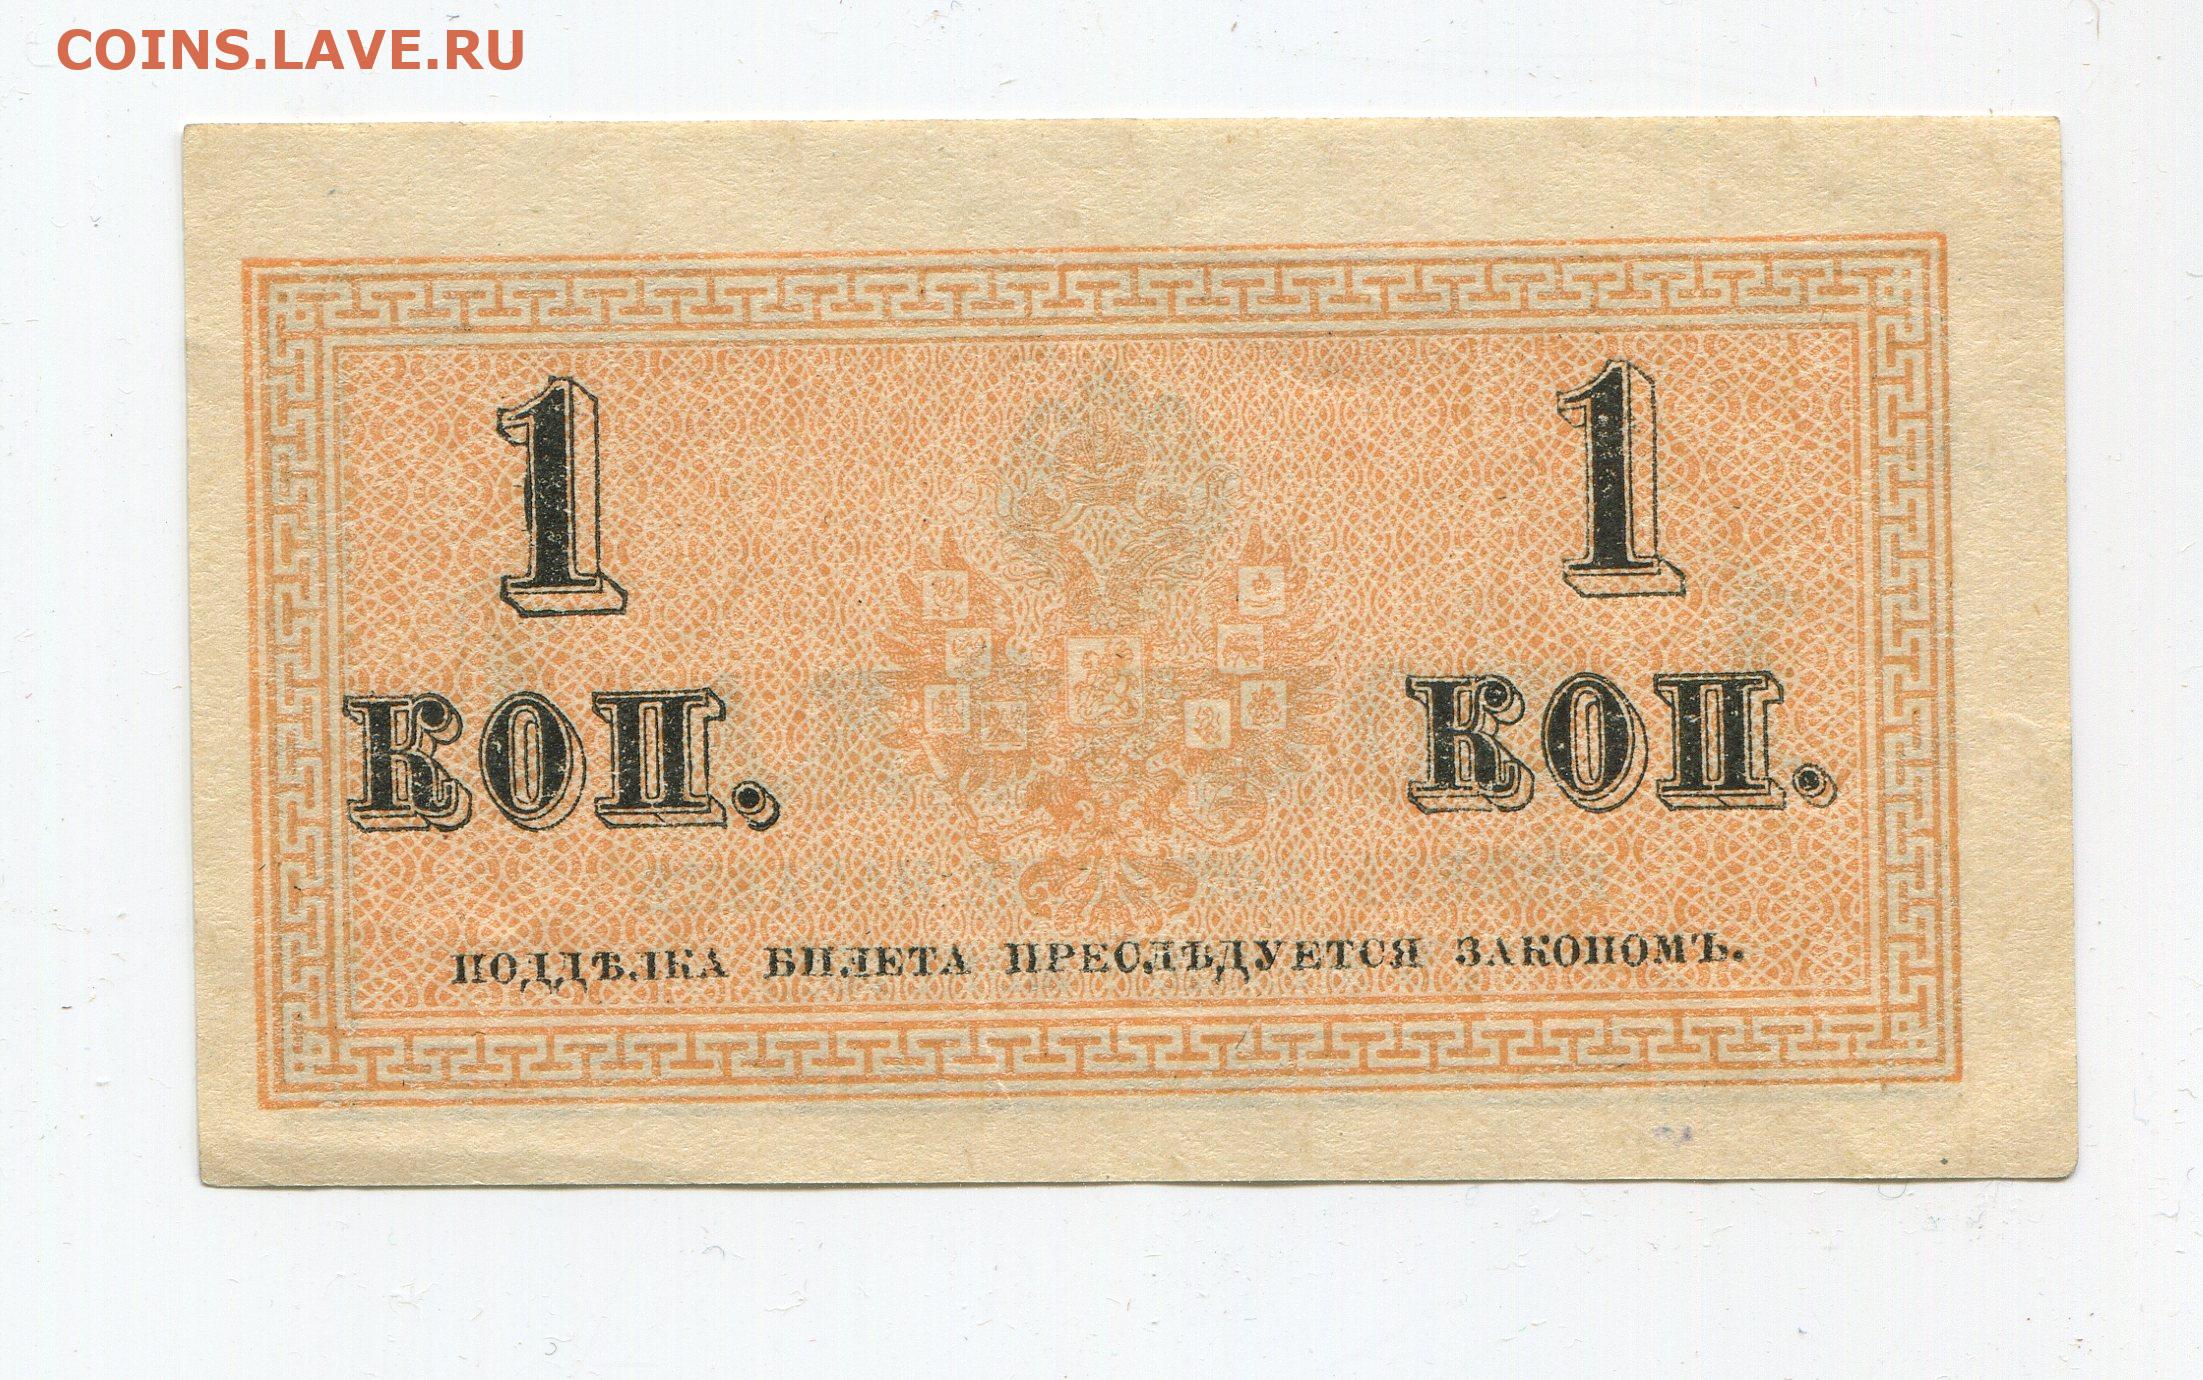 COINS.LAVE.RU
1 1
КОП. КОП.
ПОДДѢЛКА БИЛЕТА ПРЕСЛѢДУЕТСЯ ЗАКОНОМЪ.